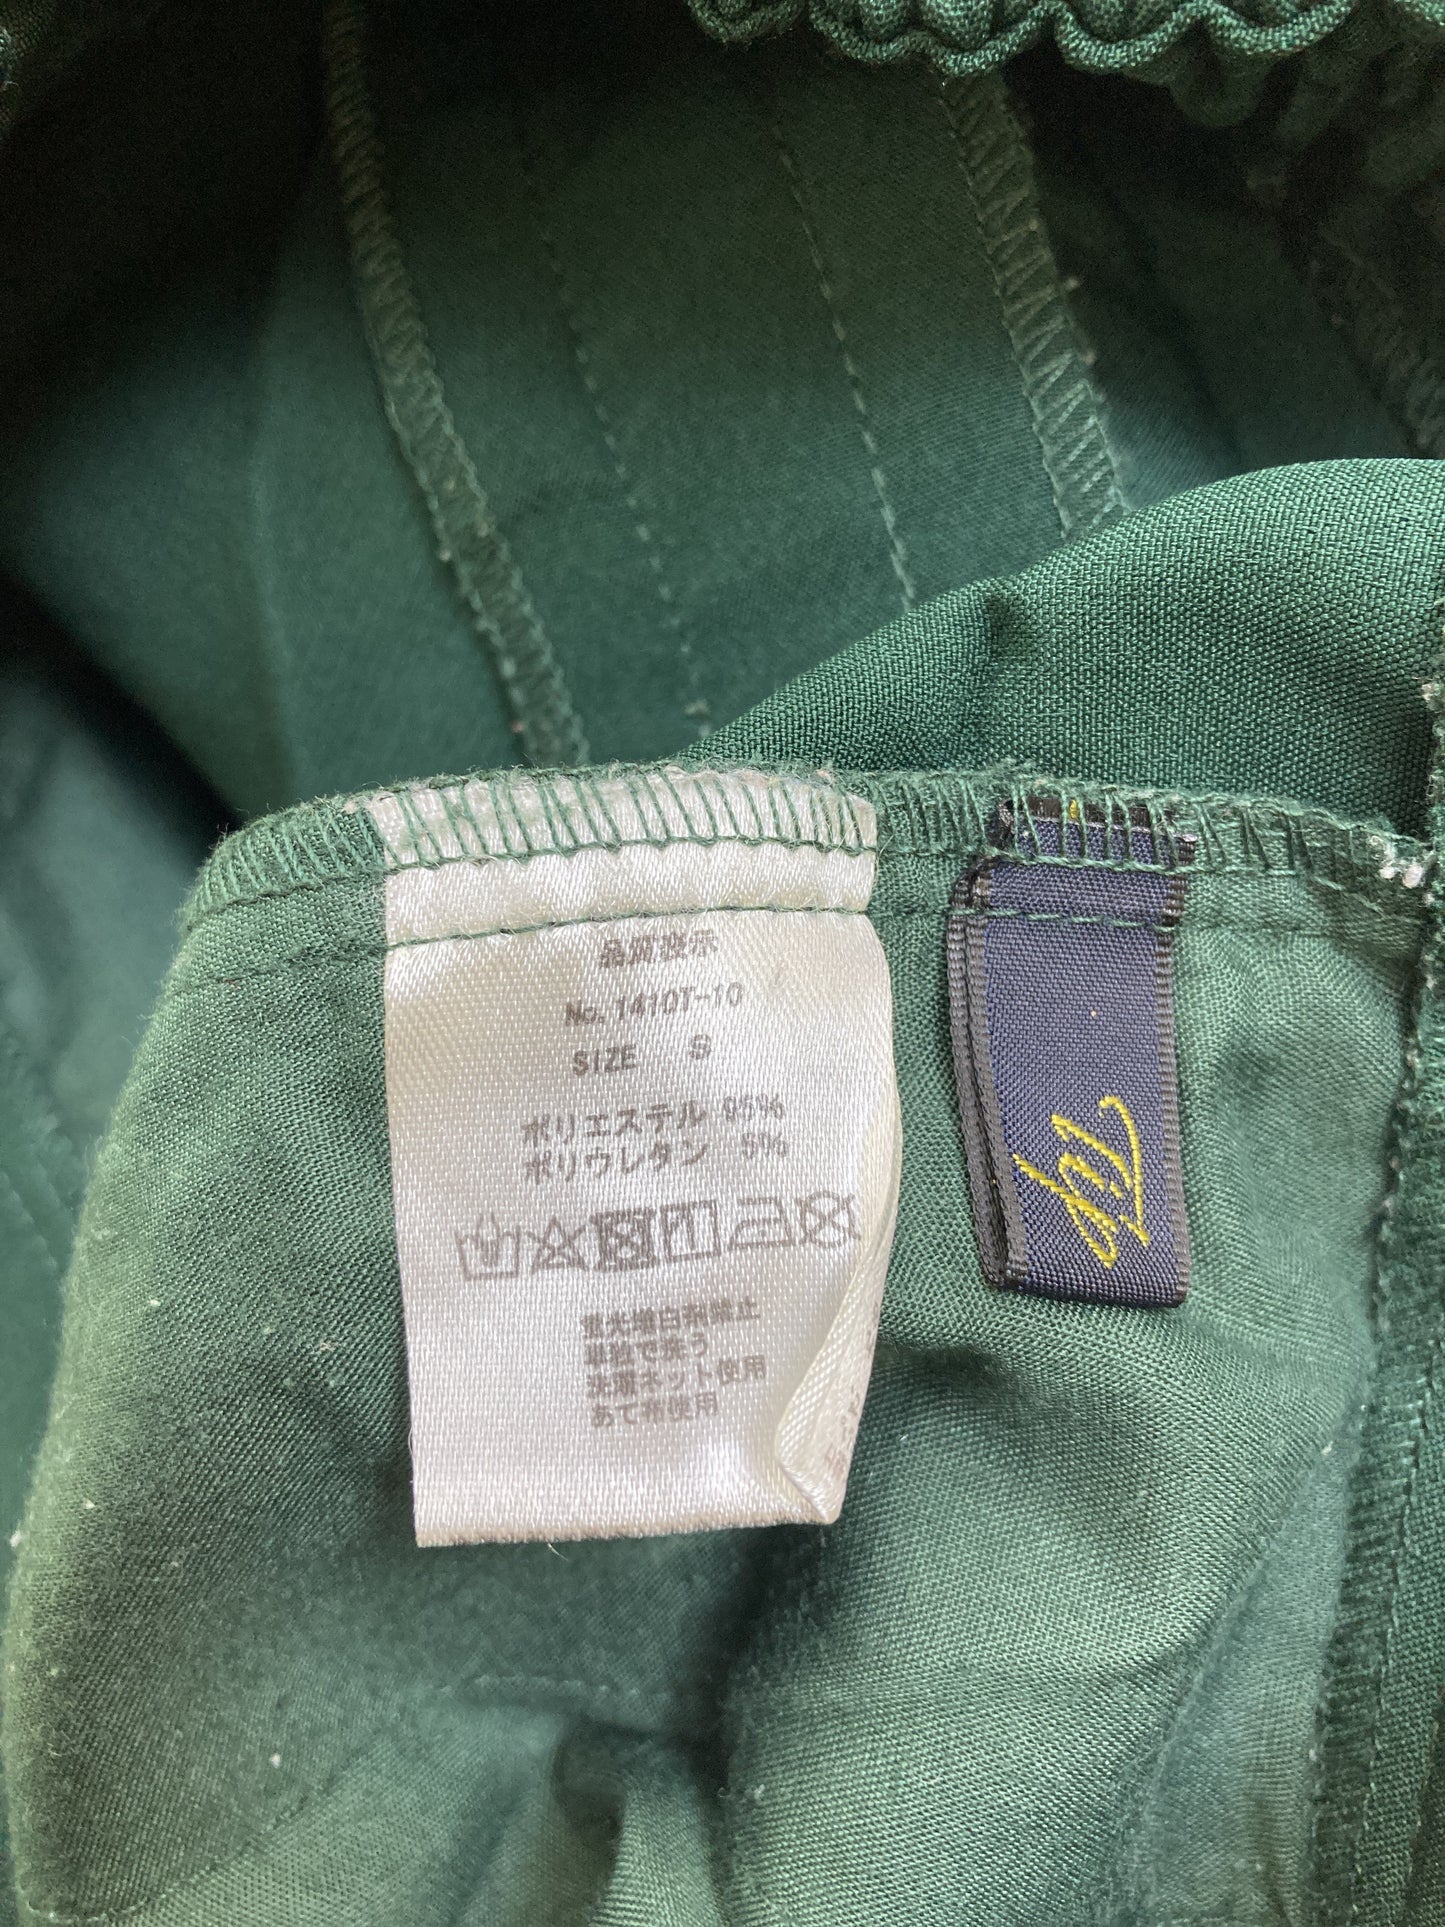 品質表示
No. 1410T-10
SIZE S
ポリエステル 95%
ポリウレタン 5%
蛍光増白剤禁止
単独で洗う
洗濯ネット使用
あて布使用